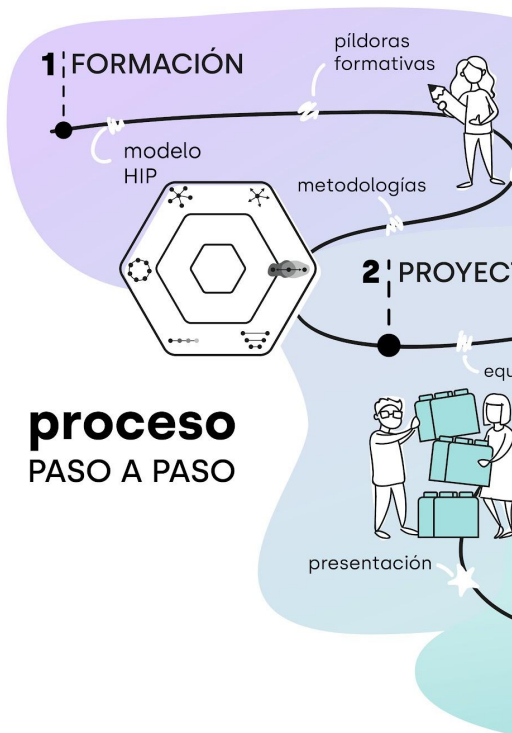 1 FORMACIÓN
píldoras
formativas
modelo
HIP
metodologías
2 PROYECT
equ
proceso
PASO A PASO
presentación